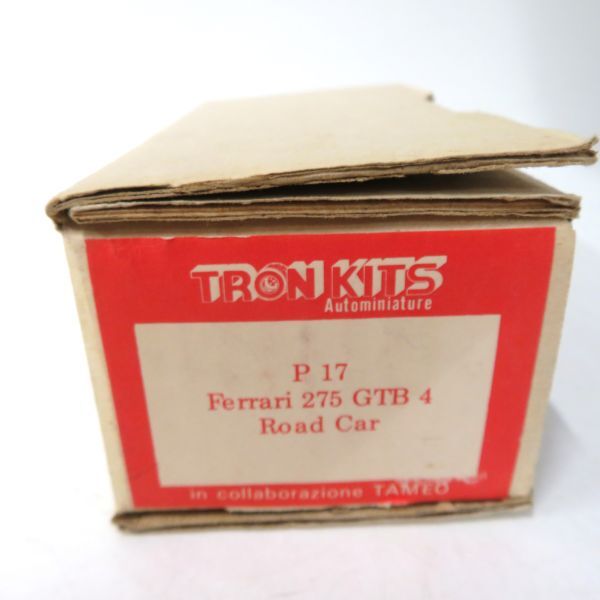 TRON KITS
Autominiature
P 17
Ferrari 275 GTB 4
Road Car
in collaborazione TAMEO